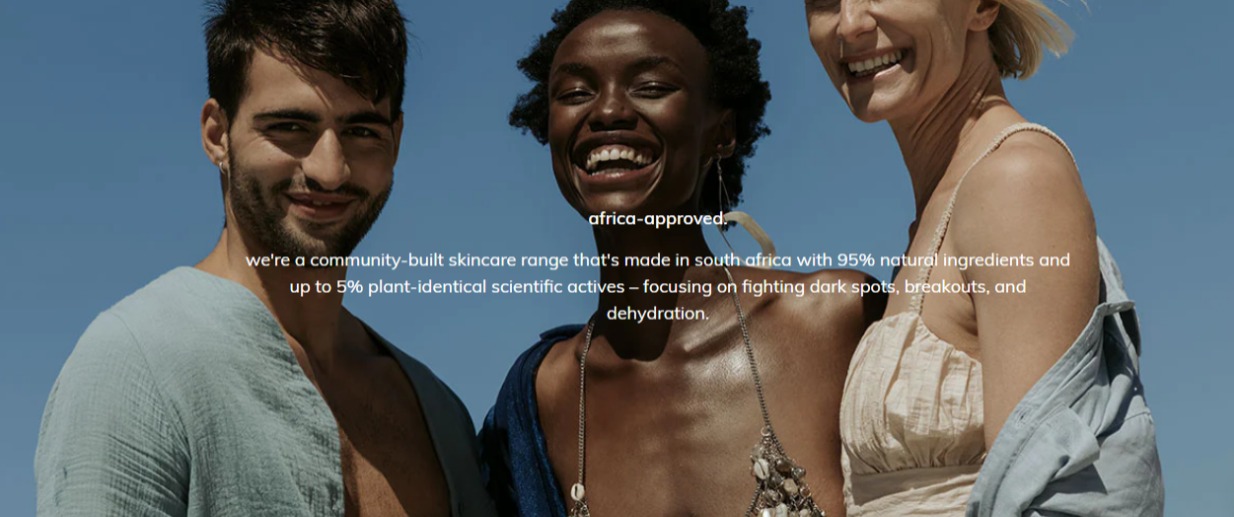 africa-approved.
we're a community-built skincare range that's made in south africa with 95% natural ingredients and
up to 5% plant-identical scientific actives – focusing on fighting dark spots, breakouts, and
dehydration.